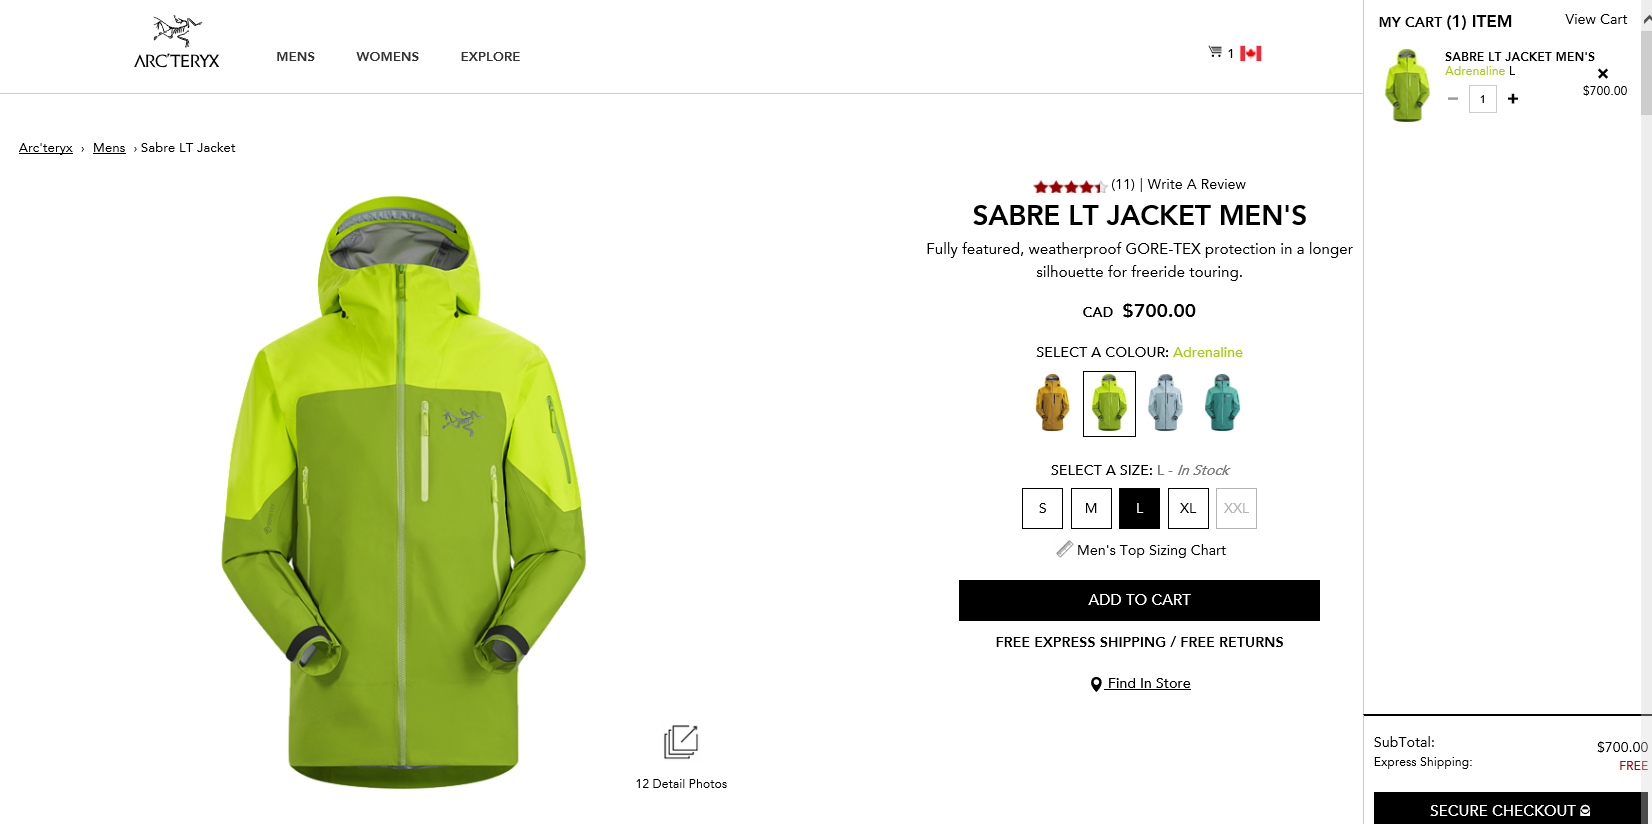 ARC'TERYX
MENS
WOMENS
EXPLORE
1
Arc'teryx › Mens › Sabre LT Jacket
12 Detail Photos
(11) | Write A Review
SABRE LT JACKET MEN'S
Fully featured, weatherproof GORE-TEX protection in a longer
silhouette for freeride touring.
CAD $700.00
SELECT A COLOUR: Adrenaline
SELECT A SIZE: L - In Stock
S M L XL XXL
Men's Top Sizing Chart
ADD TO CART
FREE EXPRESS SHIPPING / FREE RETURNS
Find In Store
MY CART (1) ITEM
View Cart
SABRE LT JACKET MEN'S
Adrenaline L
$700.00
− 1 +
SubTotal: $700.00
Express Shipping: FREE
SECURE CHECKOUT